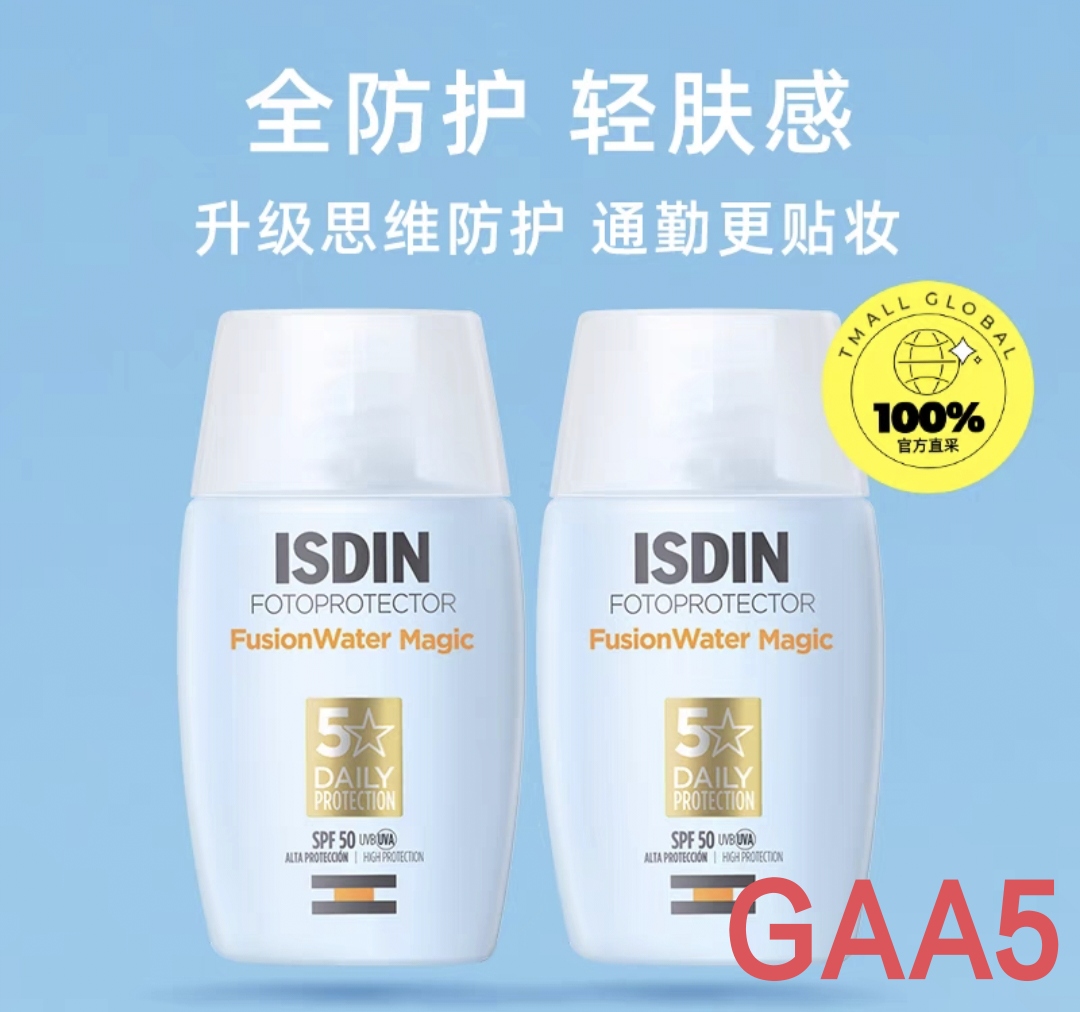 全防护 轻肤感
升级思维防护 通勤更贴妆
TMALL GLOBAL
100%
官方直采
ISDIN
FOTOPROTECTOR
FusionWater Magic
5☆
DAILY
PROTECTION
SPF 50 UVB UVA
ALTA PROTECCIÓN | HIGH PROTECTION
ISDIN
FOTOPROTECTOR
FusionWater Magic
5☆
DAILY
PROTECTION
SPF 50 UVB UVA
ALTA PROTECCIÓN | HIGH PROTECTION
GAA5